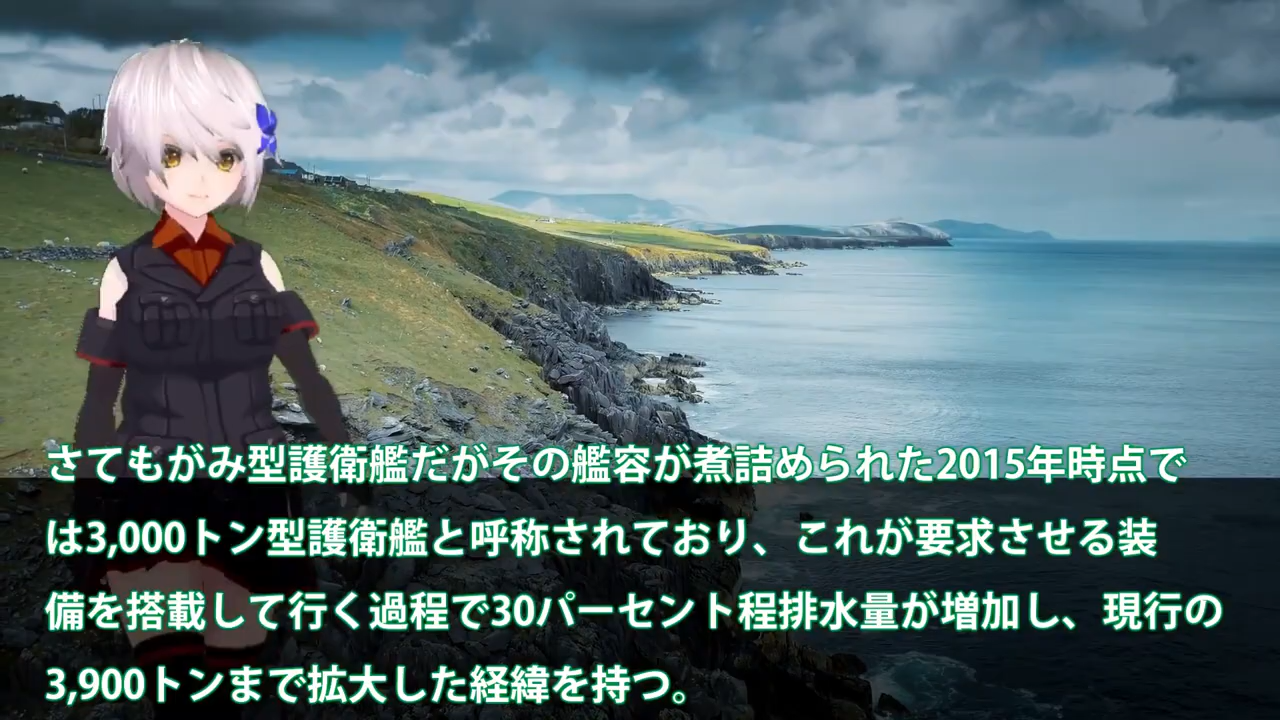 さてもがみ型護衛艦だがその艦容が煮詰められた2015年時点で
は3,000トン型護衛艦と呼称されており、これが要求させる装
備を搭載して行く過程で30パーセント程排水量が増加し、現行の
3,900トンまで拡大した経緯を持つ。